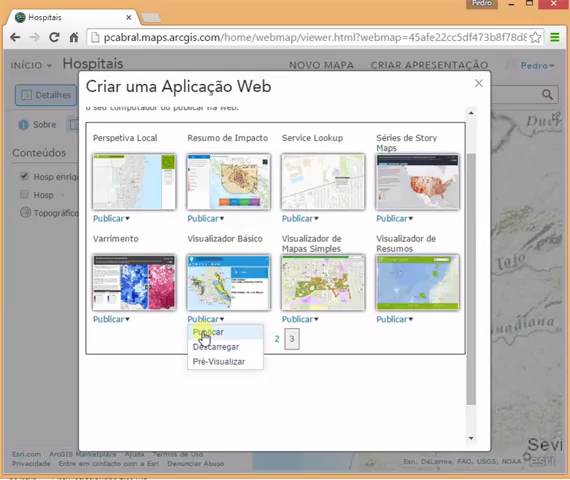 Pedro
Hospitais
pcabral.maps.arcgis.com/home/webmap/viewer.html?webmap=45afe22cc5df473b8f78d8
INÍCIO Hospitais NOVO MAPA CRIAR APRESENTAÇÃO Pedro
Detalhes
Criar uma Aplicação Web
o seu computador ou publicar na web.
Sobre
Conteúdos
Hosp enriq
Hosp
Topográfico
Perspetiva Local
Resumo de Impacto
Service Lookup
Séries de Story
Maps
Publicar
Publicar
Publicar
Publicar
Varrimento
Visualizador Básico
Visualizador de
Mapas Simples
Visualizador de
Resumos
Publicar
Publicar
Publicar
Publicar
Publicar
Descarregar
Pré-Visualizar
2 3
Tejo
Guadiana
Sevi
Esri.com ArcGIS Marketplace Ajuda Termos de Uso
Privacidade Entre em contacto com a Esri Denunciar Abuso
Esri, DeLorme, FAO, USGS, NOAA
esri